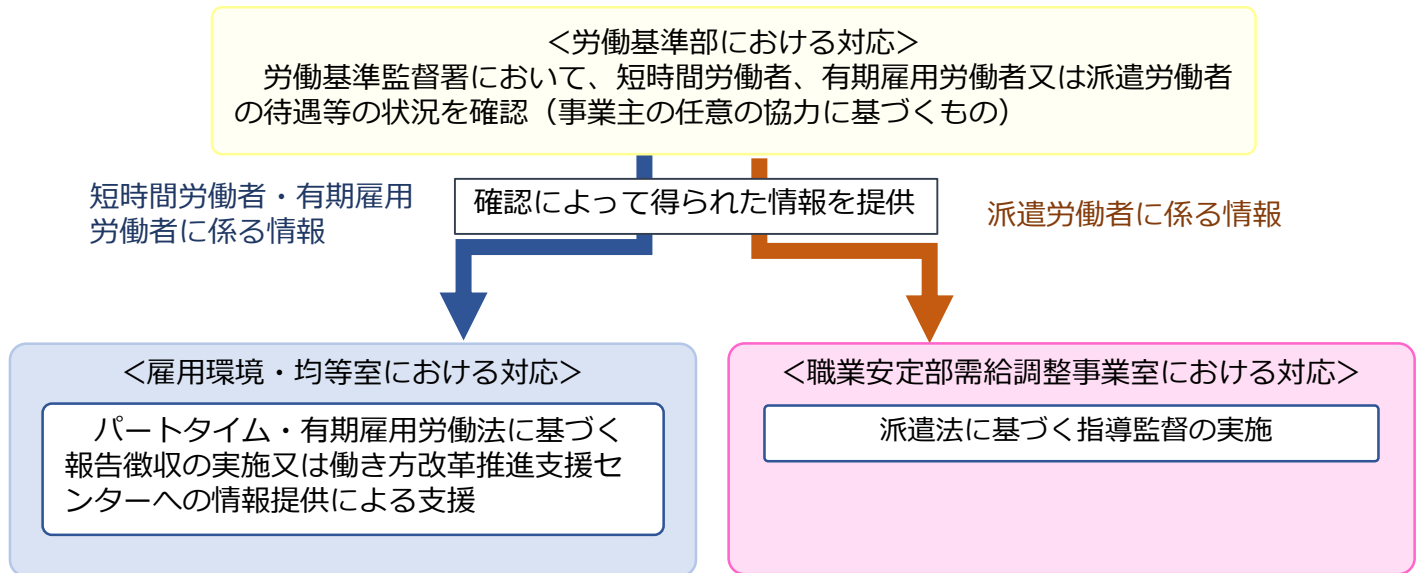 ＜労働基準部における対応＞
労働基準監督署において、短時間労働者、有期雇用労働者又は派遣労働者
の待遇等の状況を確認（事業主の任意の協力に基づくもの）
短時間労働者・有期雇用
労働者に係る情報
確認によって得られた情報を提供
派遣労働者に係る情報
＜雇用環境・均等室における対応＞
パートタイム・有期雇用労働法に基づく
報告徴収の実施又は働き方改革推進支援セ
ンターへの情報提供による支援
＜職業安定部需給調整事業室における対応＞
派遣法に基づく指導監督の実施